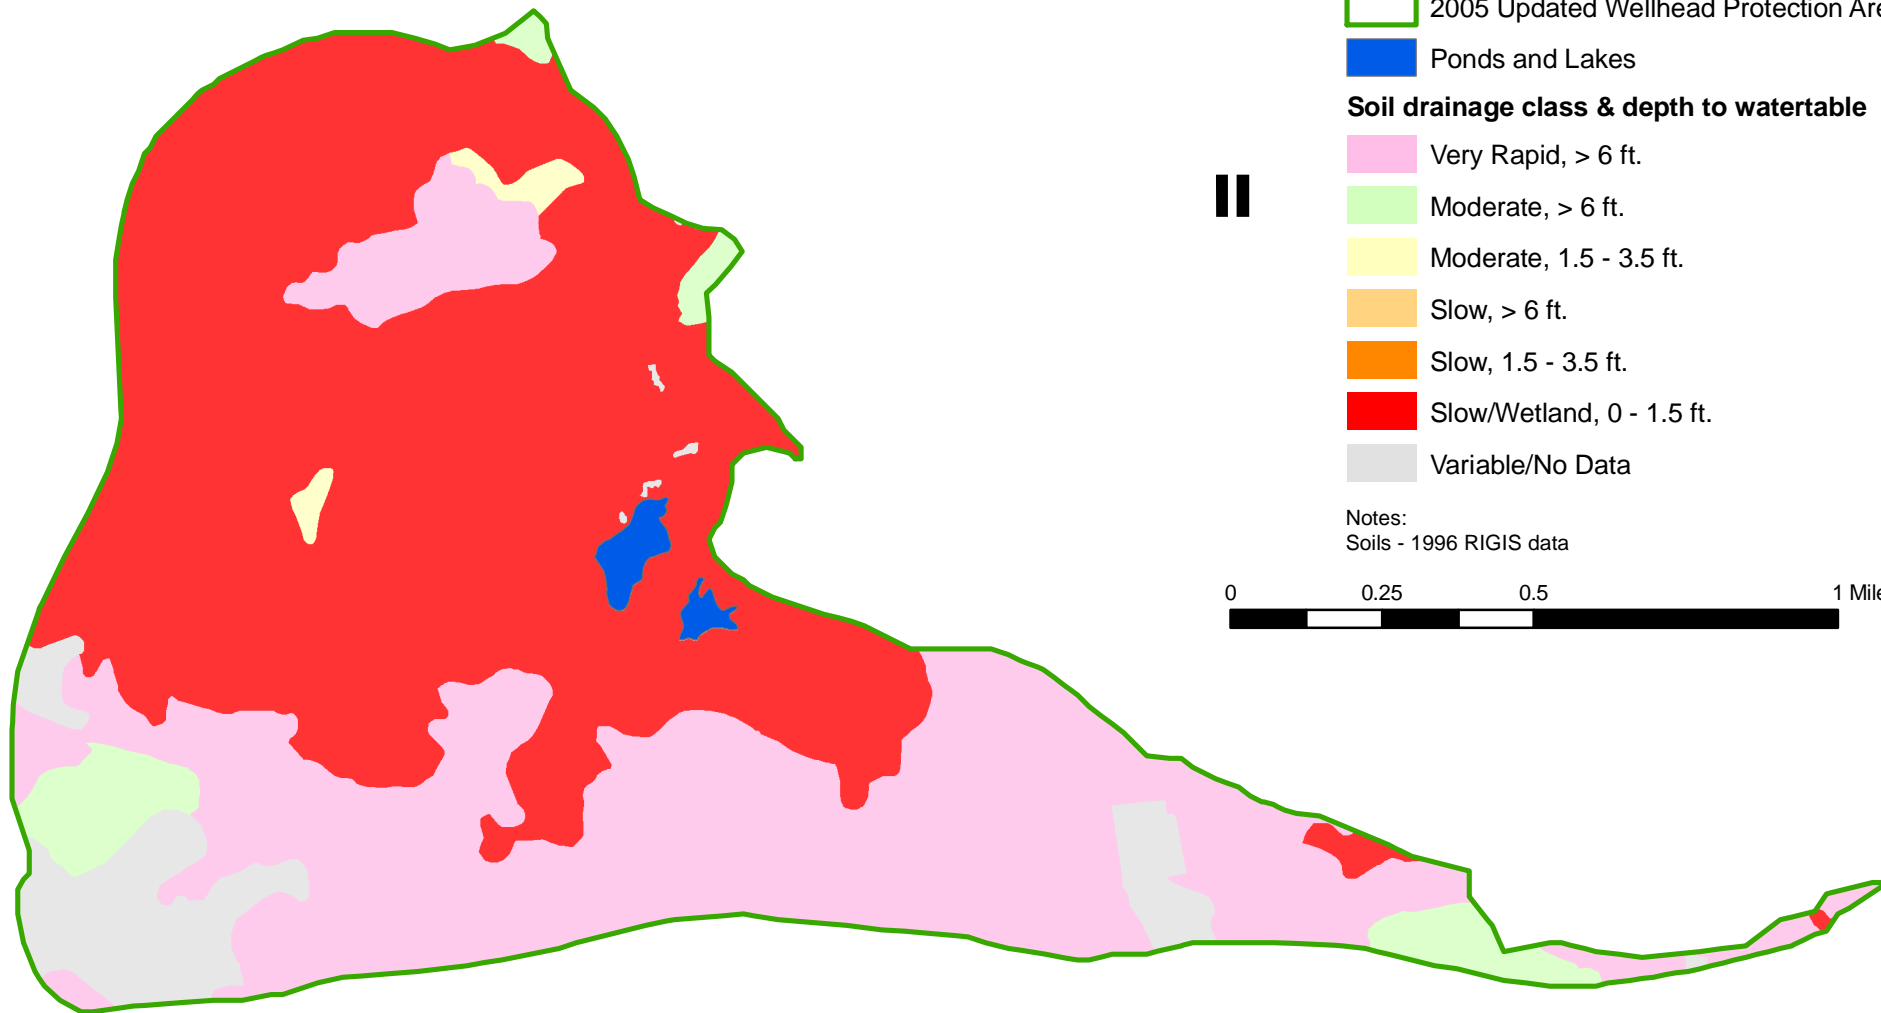 2005 Updated Wellhead Protection Are
Ponds and Lakes
Soil drainage class & depth to watertable
Very Rapid, > 6 ft.
Moderate, > 6 ft.
Moderate, 1.5 - 3.5 ft.
Slow, > 6 ft.
Slow, 1.5 - 3.5 ft.
Slow/Wetland, 0 - 1.5 ft.
Variable/No Data
Notes:
Soils - 1996 RIGIS data
0 0.25 0.5 1 Mile